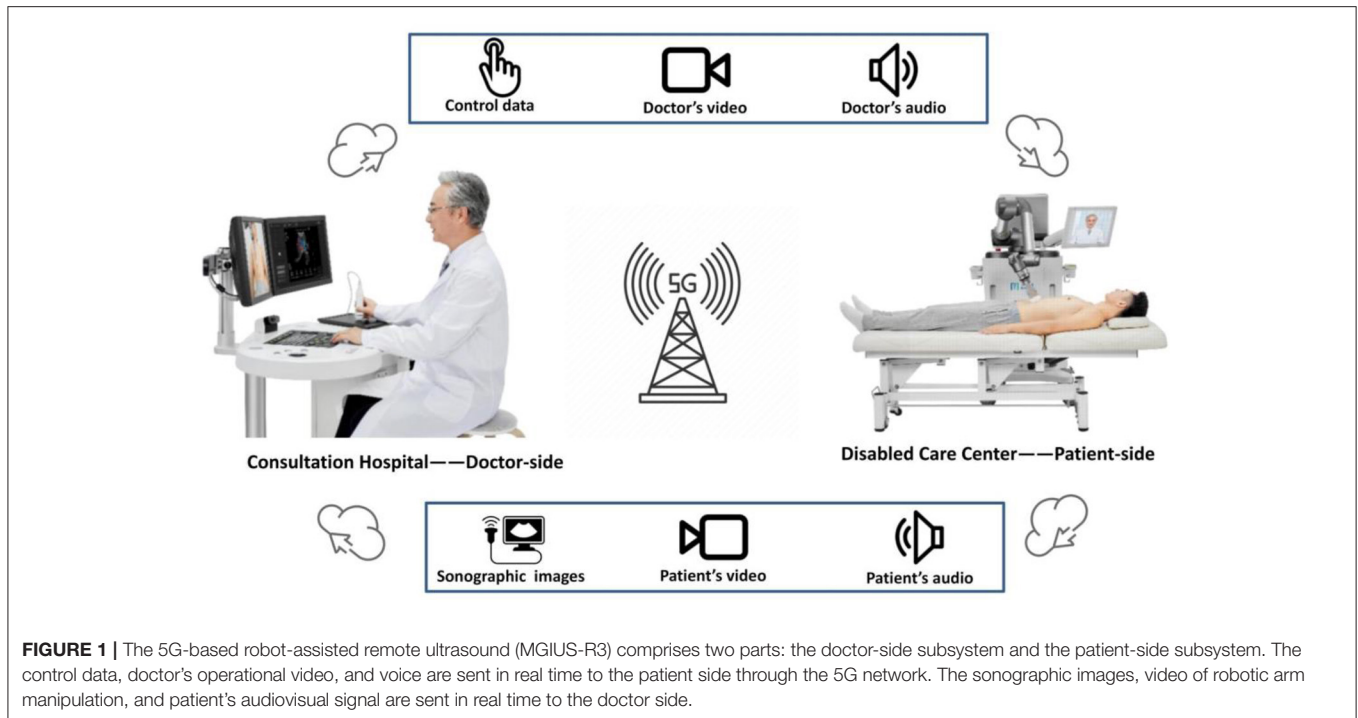 Control data
Doctor's video
Doctor's audio
5G
Consultation Hospital——Doctor-side
Disabled Care Center——Patient-side
Sonographic images
Patient's video
Patient's audio
FIGURE 1 | The 5G-based robot-assisted remote ultrasound (MGIUS-R3) comprises two parts: the doctor-side subsystem and the patient-side subsystem. The
control data, doctor's operational video, and voice are sent in real time to the patient side through the 5G network. The sonographic images, video of robotic arm
manipulation, and patient's audiovisual signal are sent in real time to the doctor side.